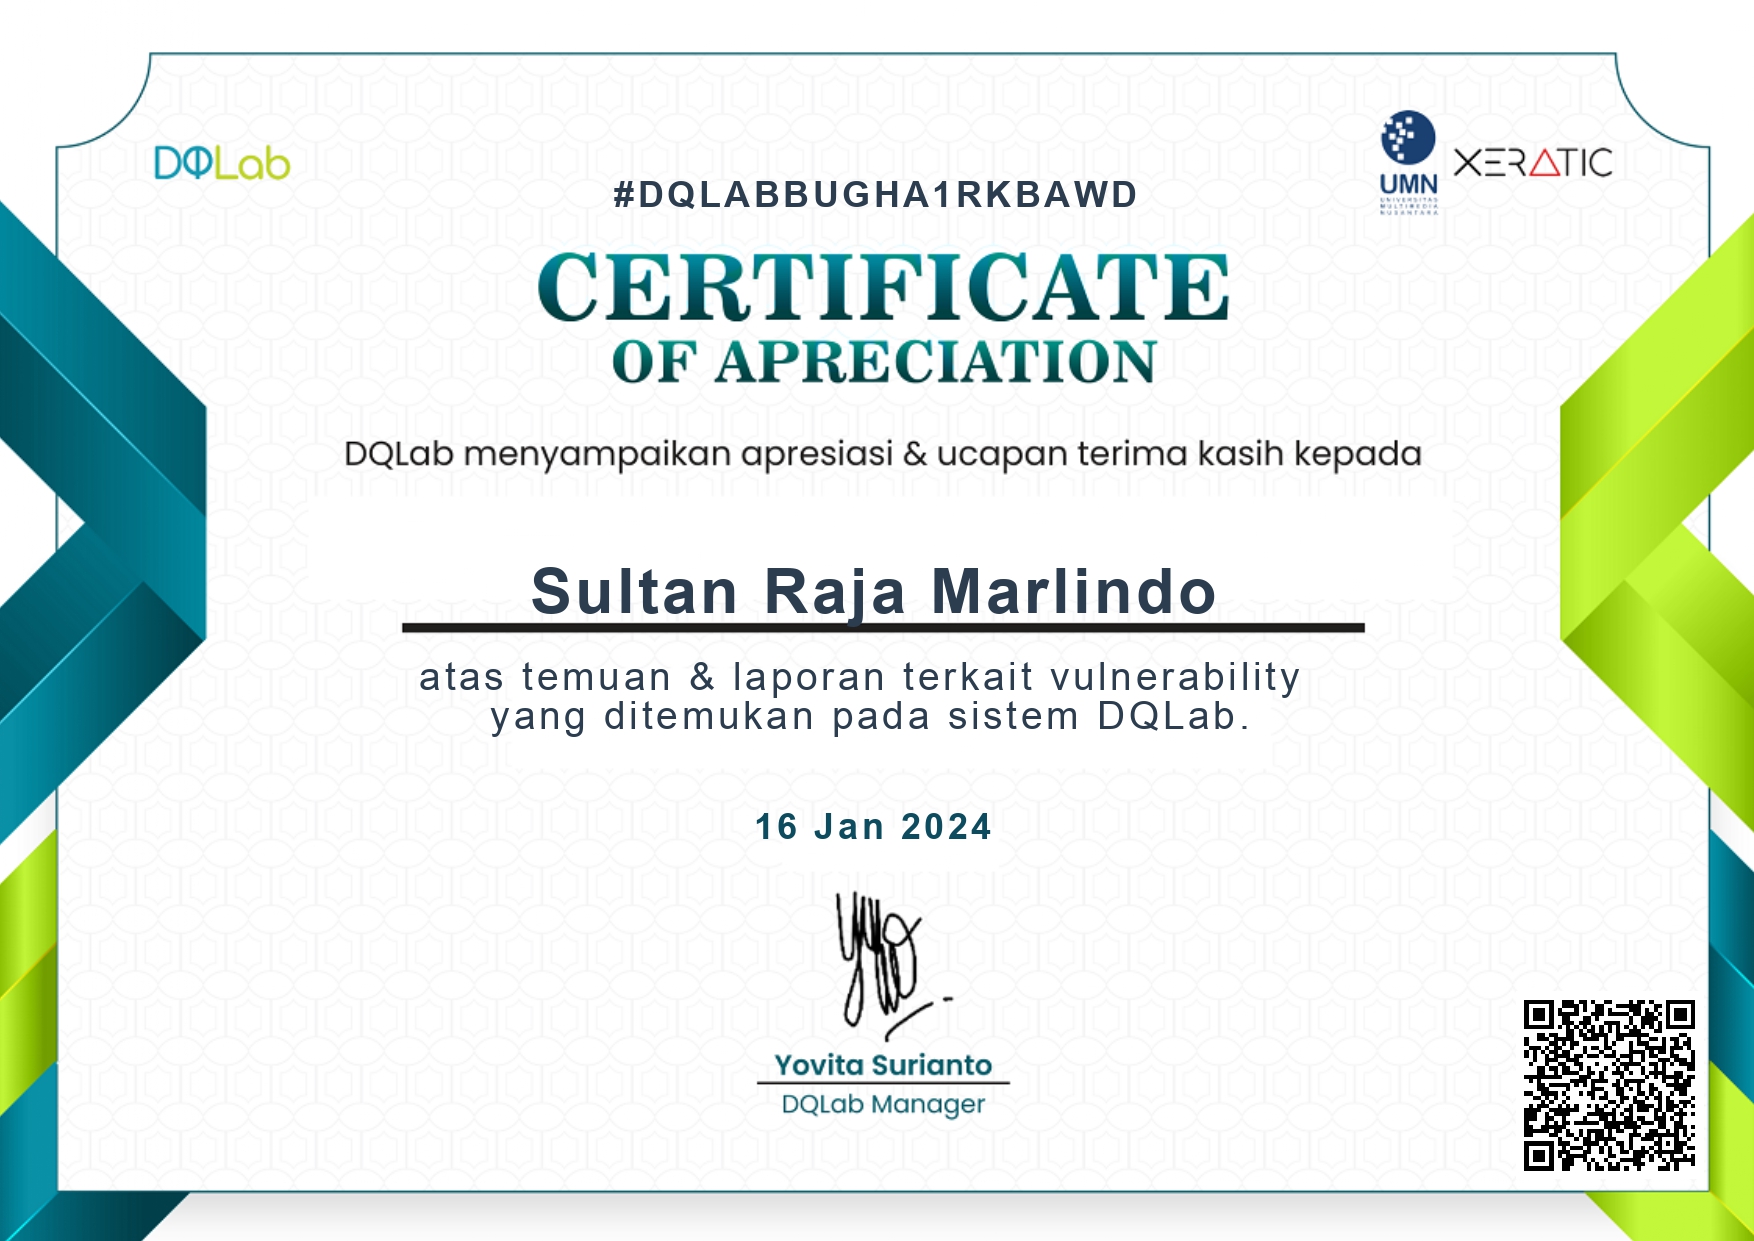 DQLab
UMN
UNIVERSITAS
MULTIMEDIA
NUSANTARA
XERATIC
#DQLABBUGHA1RKBAWD
CERTIFICATE
OF APRECIATION
DQLab menyampaikan apresiasi & ucapan terima kasih kepada
Sultan Raja Marlindo
atas temuan & laporan terkait vulnerability
yang ditemukan pada sistem DQLab.
16 Jan 2024
Yovita Surianto
DQLab Manager